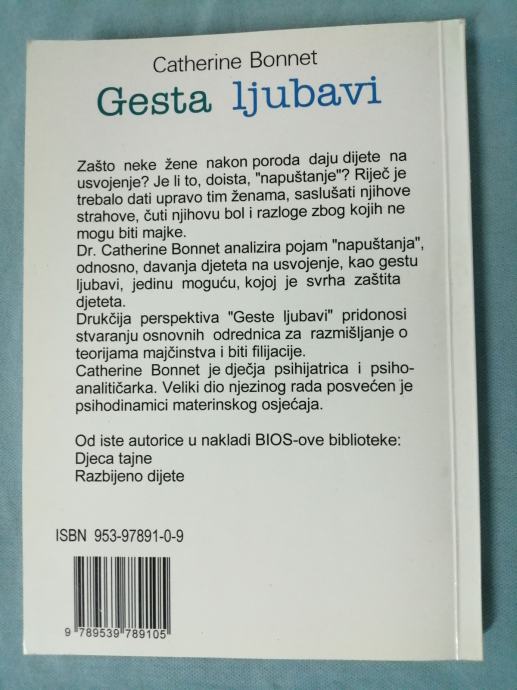 Catherine Bonnet
Gesta ljubavi
Zašto neke žene nakon poroda daju dijete na
usvojenje? Je li to, doista, "napuštanje"? Riječ je
trebalo dati upravo tim ženama, saslušati njihove
strahove, čuti njihovu bol i razloge zbog kojih ne
mogu biti majke.
Dr. Catherine Bonnet analizira pojam "napuštanja",
odnosno, davanja djeteta na usvojenje, kao gestu
ljubavi, jedinu moguću, kojoj je svrha zaštita
djeteta.
Drukčija perspektiva "Geste ljubavi" pridonosi
stvaranju osnovnih odrednica za razmišljanje o
teorijama majčinstva i biti filijacije.
Catherine Bonnet je dječja psihijatrica i psiho-
analitičarka. Veliki dio njezinog rada posvećen je
psihodinamici materinskog osjećaja.
Od iste autorice u nakladi BIOS-ove biblioteke:
Djeca tajne
Razbijeno dijete
ISBN 953-97891-0-9
9 789539 789105